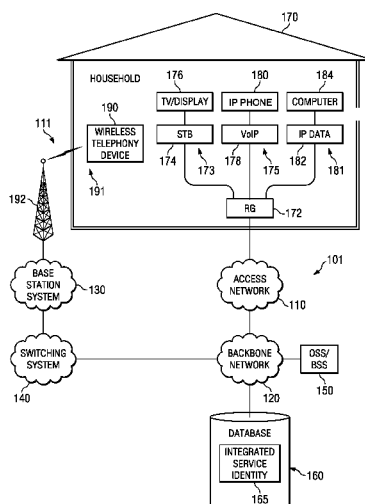 170
HOUSEHOLD
176
180
184
TV/DISPLAY
IP PHONE
COMPUTER
111
190
WIRELESS
TELEPHONY
DEVICE
STB
VoIP
IP DATA
174
173
178
175
182
181
191
192
RG
172
101
BASE
STATION
SYSTEM
130
ACCESS
NETWORK
110
SWITCHING
SYSTEM
140
BACKBONE
NETWORK
120
OSS/
BSS
150
DATABASE
INTEGRATED
SERVICE
IDENTITY
160
165